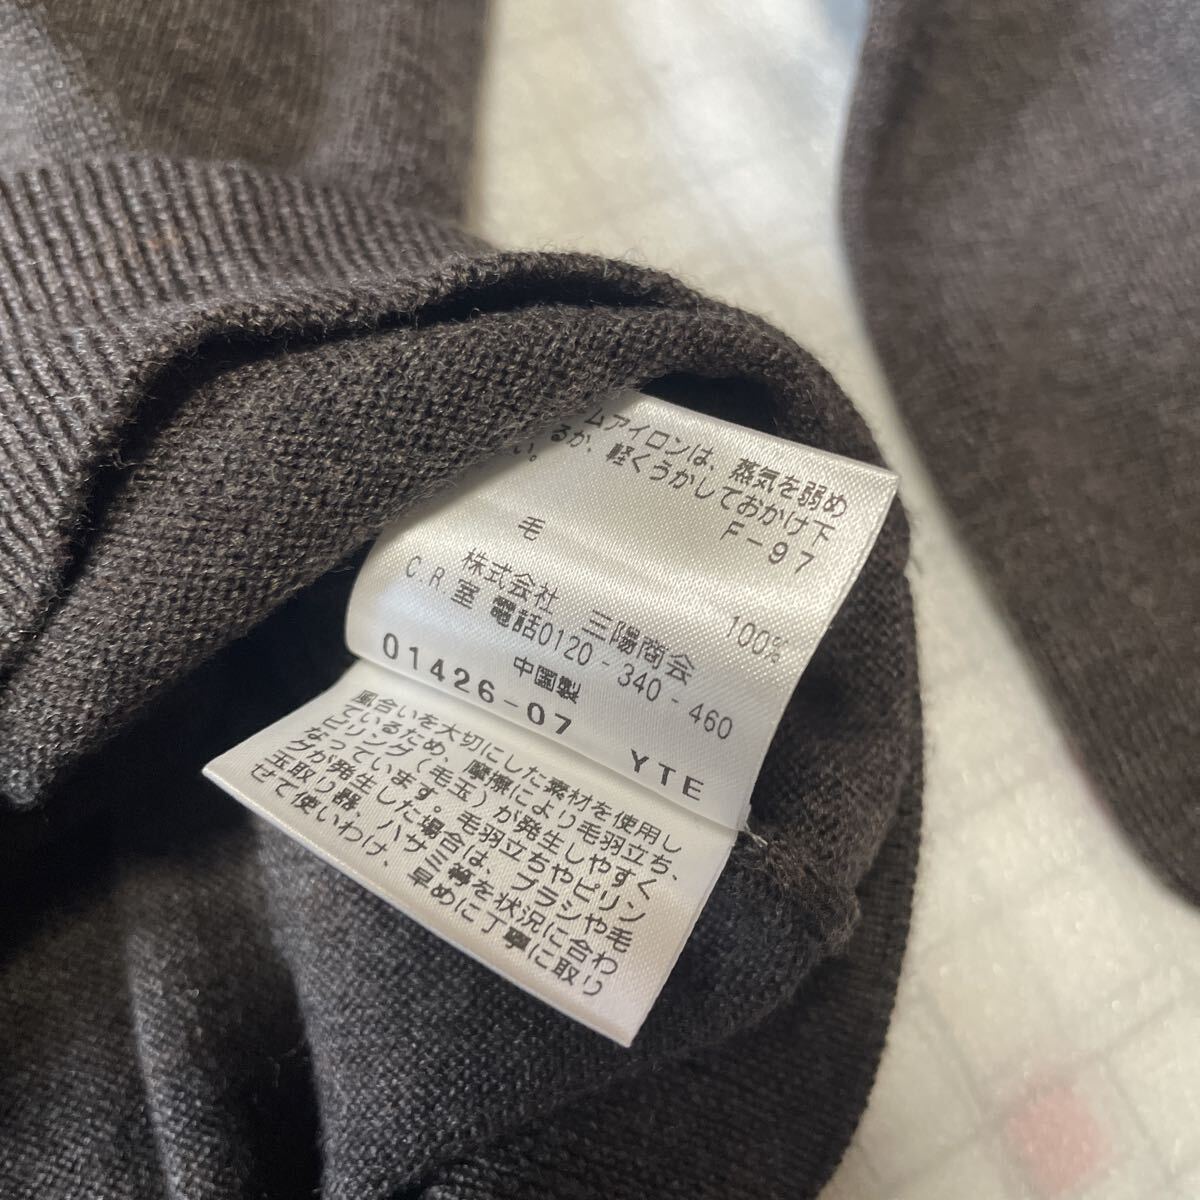 ムアイロンは、蒸気を弱め
るか、軽くうかしておかけ下
い。
F-97
毛 100%
株式会社 三陽商会
C.R室 電話0120-340-460
中国製
01426-07 YTE
風合いを大切にした素材を使用し
ているため、摩擦により毛羽立ち、
ピリング(毛玉)が発生しやすく
なっています。毛羽立ちやピリン
グが発生した場合は、ブラシや毛
玉取り器、ハサミ等を状況に合わ
せて使いわけ、早めに丁寧に取り